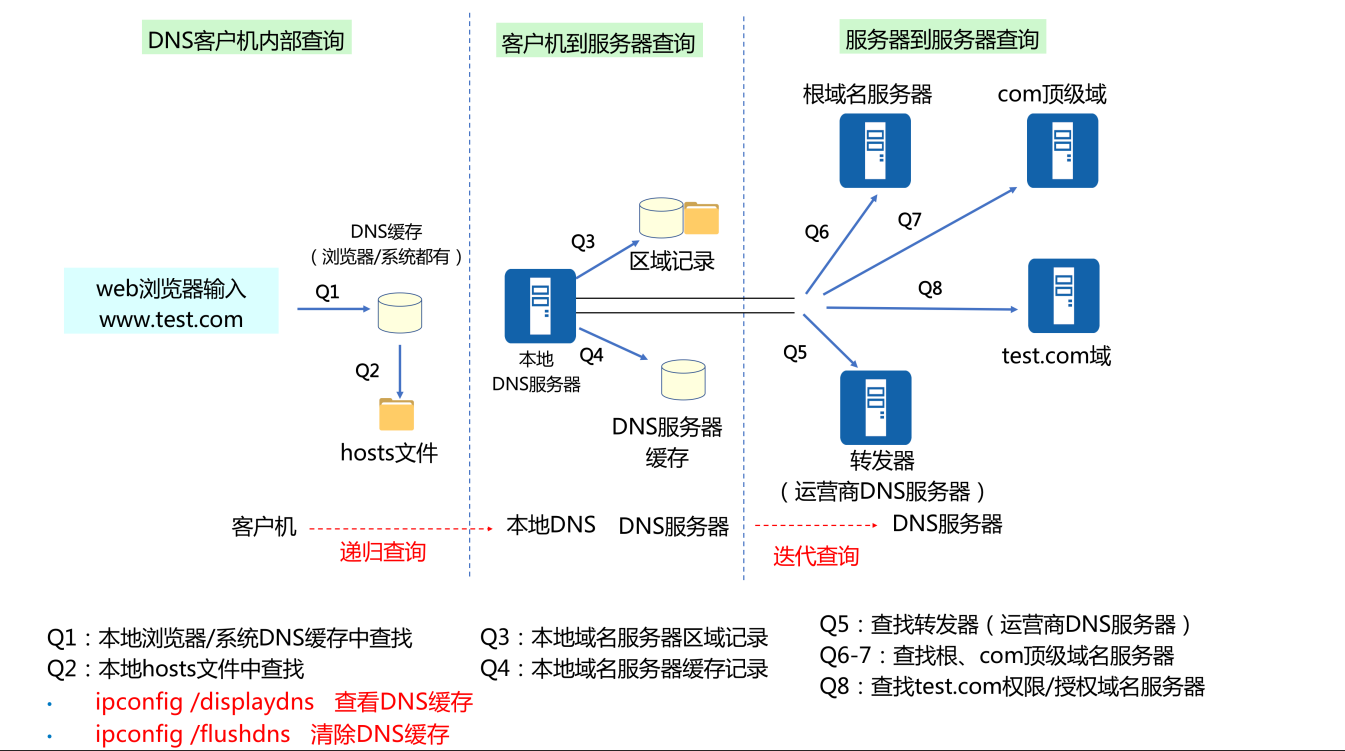 DNS客户机内部查询
客户机到服务器查询
服务器到服务器查询
根域名服务器
com顶级域
DNS缓存
（浏览器/系统都有）
web浏览器输入
www.test.com
Q1
Q2
hosts文件
Q3
区域记录
Q4
本地
DNS服务器
DNS服务器
缓存
Q6
Q7
Q8
test.com域
Q5
转发器
（运营商DNS服务器）
客户机
递归查询
本地DNS
DNS服务器
迭代查询
DNS服务器
Q1：本地浏览器/系统DNS缓存中查找
Q2：本地hosts文件中查找
• ipconfig /displaydns 查看DNS缓存
• ipconfig /flushdns 清除DNS缓存
Q3：本地域名服务器区域记录
Q4：本地域名服务器缓存记录
Q5：查找转发器（运营商DNS服务器）
Q6-7：查找根、com顶级域名服务器
Q8：查找test.com权限/授权域名服务器